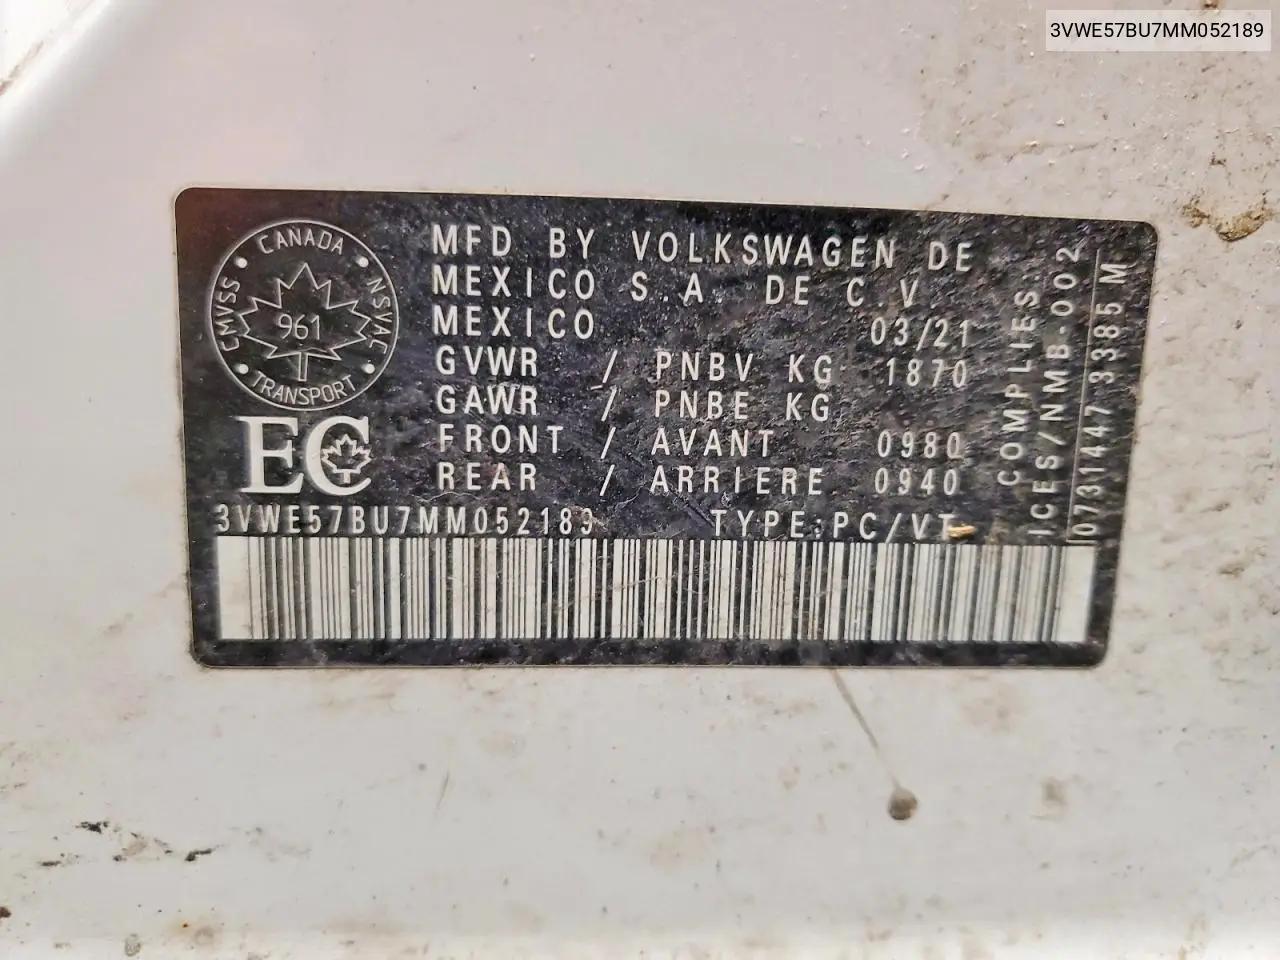 3VWE57BU7MM052189
CANADA
CMVSS
NSVAC
961
TRANSPORT
EC
MFD BY VOLKSWAGEN DE
MEXICO S.A. DE C.V.
MEXICO 03/21
GVWR / PNBV KG 1870
GAWR / PNBE KG
FRONT / AVANT 0980
REAR / ARRIERE 0940
3VWE57BU7MM052189 TYPE:PC/VT
COMPLIES
ICES/NMB-002
0731447 3385 M